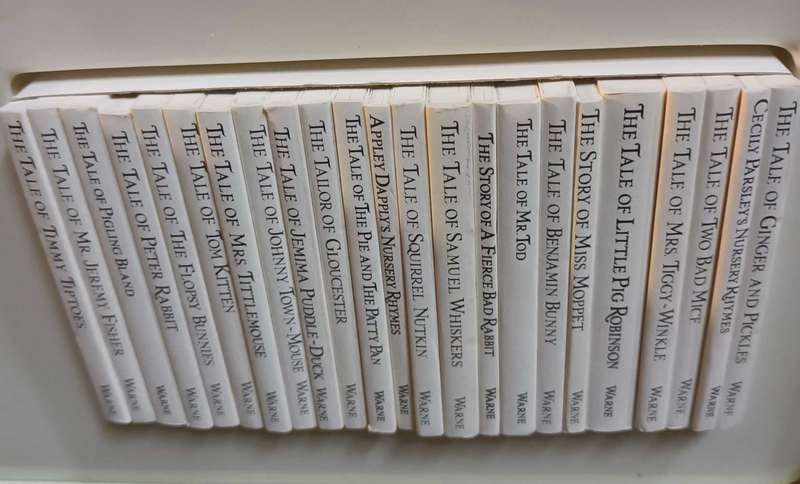 THE TALE OF TIMMY TIPTOES WARNE
THE TALE OF MR. JEREMY FISHER WARNE
THE TALE OF PIGLING BLAND WARNE
THE TALE OF PETER RABBIT WARNE
THE TALE OF THE FLOPSY BUNNIES WARNE
THE TALE OF TOM KITTEN WARNE
THE TALE OF MRS. TITTLEMOUSE WARNE
THE TALE OF JOHNNY TOWN-MOUSE WARNE
THE TALE OF JEMIMA PUDDLE-DUCK WARNE
THE TAILOR OF GLOUCESTER WARNE
THE TALE OF THE PIE AND THE PATTY PAN WARNE
APPLEY DAPPLY'S NURSERY RHYMES WARNE
THE TALE OF SQUIRREL NUTKIN WARNE
THE TALE OF SAMUEL WHISKERS WARNE
THE STORY OF A FIERCE BAD RABBIT WARNE
THE TALE OF MR. TOD WARNE
THE TALE OF BENJAMIN BUNNY WARNE
THE STORY OF MISS MOPPET WARNE
THE TALE OF LITTLE PIG ROBINSON WARNE
THE TALE OF MRS. TIGGY-WINKLE WARNE
THE TALE OF TWO BAD MICE WARNE
CECILY PARSLEY'S NURSERY RHYMES WARNE
THE TALE OF GINGER AND PICKLES WARNE